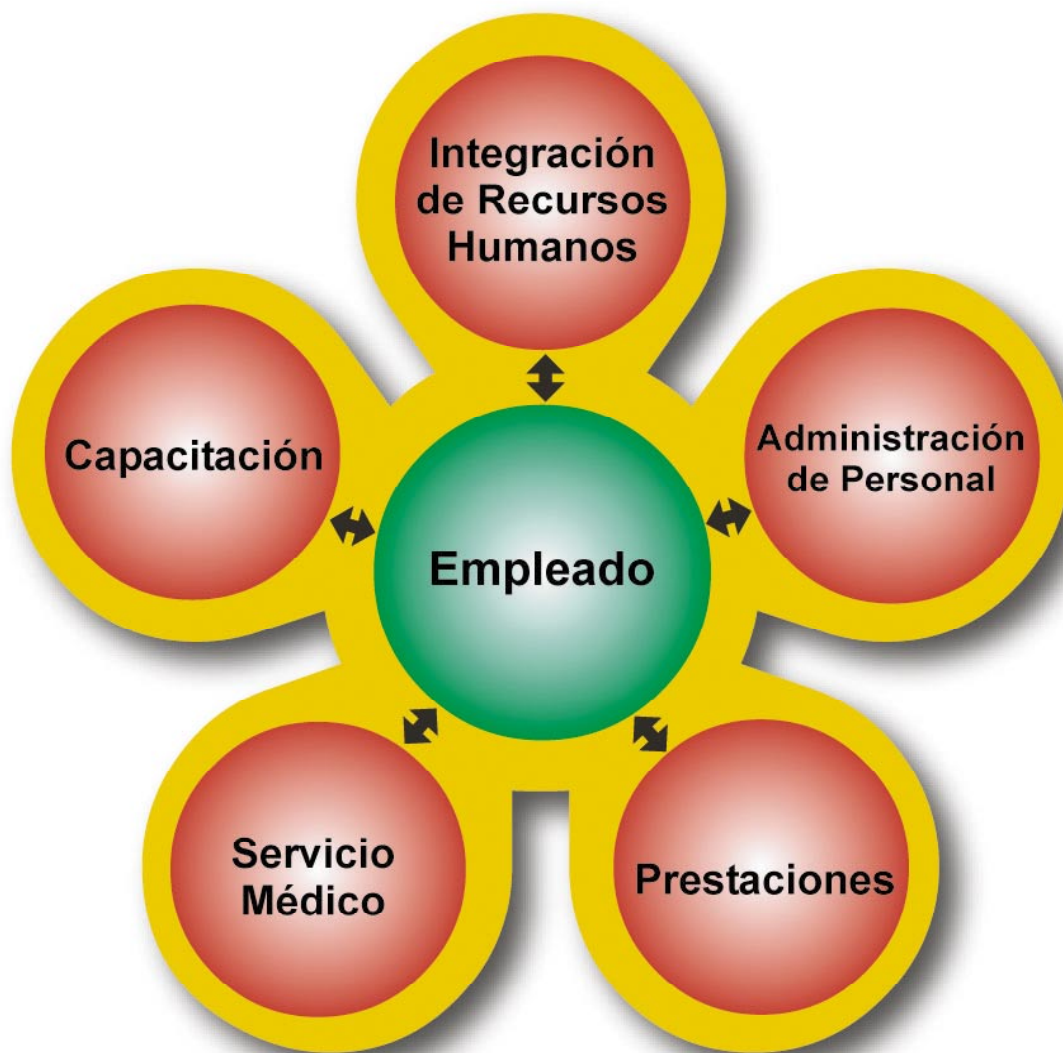 Integración
de Recursos
Humanos
Capacitación
Administración
de Personal
Empleado
Servicio
Médico
Prestaciones